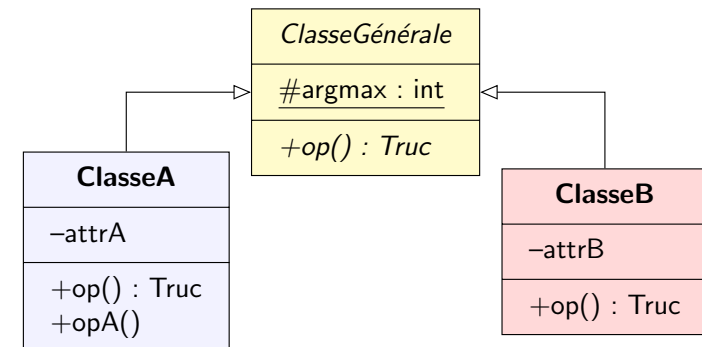 ClasseGénérale
#argmax : int
+op() : Truc
ClasseA
–attrA
+op() : Truc
+opA()
ClasseB
–attrB
+op() : Truc